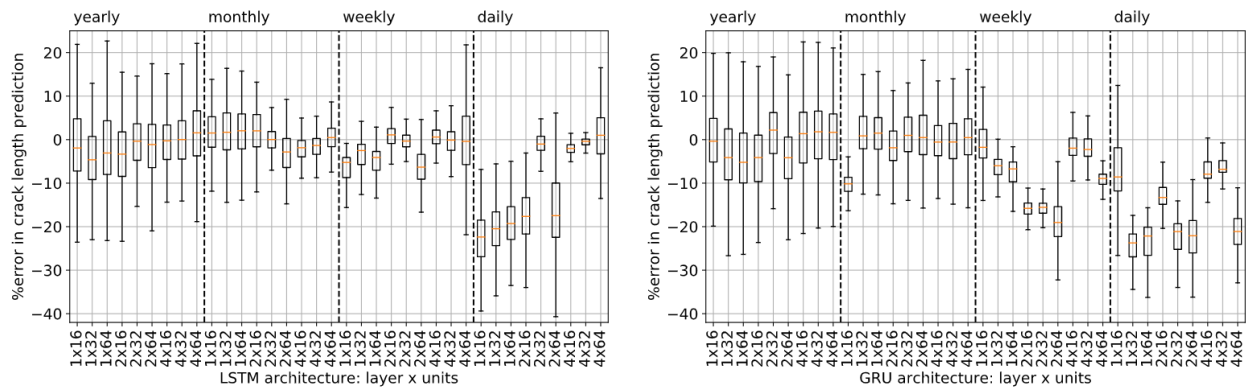 yearly monthly weekly daily
%error in crack length prediction
20
10
0
−10
−20
−30
−40
1x16 1x32 1x64 2x16 2x32 2x64 4x16 4x32 4x64 1x16 1x32 1x64 2x16 2x32 2x64 4x16 4x32 4x64 1x16 1x32 1x64 2x16 2x32 2x64 4x16 4x32 4x64 1x16 1x32 1x64 2x16 2x32 2x64 4x16 4x32 4x64
LSTM architecture: layer x units
yearly monthly weekly daily
%error in crack length prediction
20
10
0
−10
−20
−30
−40
1x16 1x32 1x64 2x16 2x32 2x64 4x16 4x32 4x64 1x16 1x32 1x64 2x16 2x32 2x64 4x16 4x32 4x64 1x16 1x32 1x64 2x16 2x32 2x64 4x16 4x32 4x64 1x16 1x32 1x64 2x16 2x32 2x64 4x16 4x32 4x64
GRU architecture: layer x units